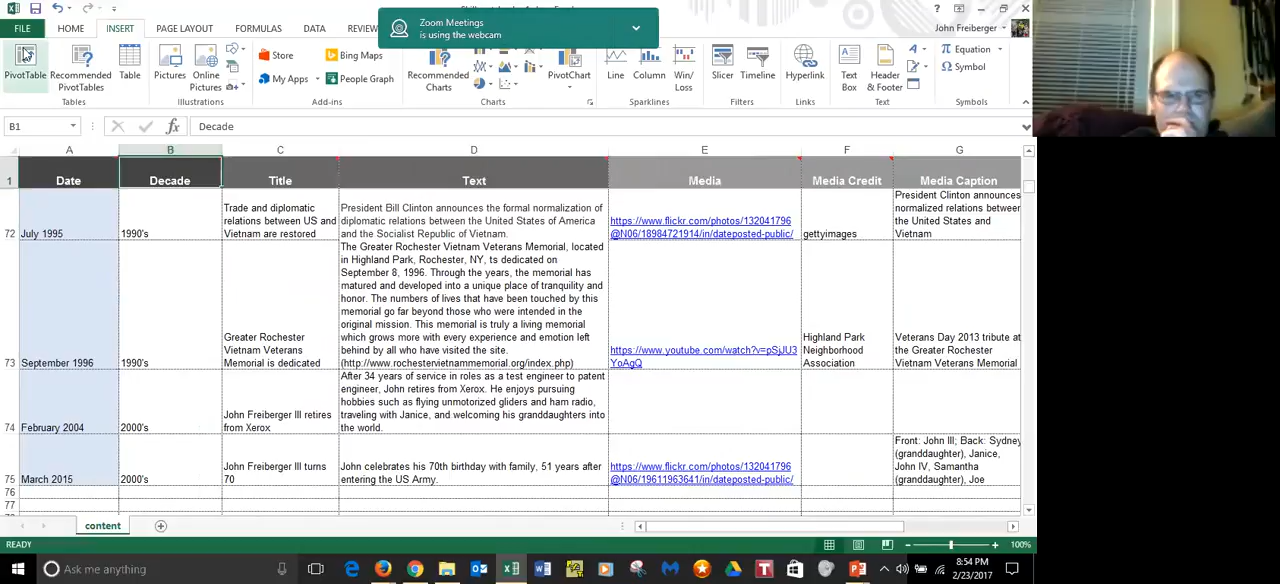 ?
FILE
HOME
INSERT
PAGE LAYOUT
FORMULAS
DATA
REVIEW
Zoom Meetings
is using the webcam
John Freiberger
PivotTable
Recommended
PivotTables
Table
Pictures
Online
Pictures
Store
My Apps
Bing Maps
People Graph
Recommended
Charts
PivotChart
Line
Column
Win/
Loss
Slicer
Timeline
Hyperlink
Text
Box
Header
& Footer
Equation
Symbol
Tables
Illustrations
Add-ins
Charts
Sparklines
Filters
Links
Text
Symbols
B1
fx
Decade
A B C D E F G
1 Date Decade Title Text Media Media Credit Media Caption
72 July 1995
1990's
Trade and diplomatic
relations between US and
Vietnam are restored
President Bill Clinton announces the formal normalization of
diplomatic relations between the United States of America
and the Socialist Republic of Vietnam.
https://www.flickr.com/photos/132041796
@N06/18984721914/in/dateposted-public/
gettyimages
President Clinton announces
normalized relations between
the United States and
Vietnam
73 September 1996
1990's
Greater Rochester
Vietnam Veterans
Memorial is dedicated
The Greater Rochester Vietnam Veterans Memorial, located
in Highland Park, Rochester, NY, ts dedicated on
September 8, 1996. Through the years, the memorial has
matured and developed into a unique place of tranquility and
honor. The numbers of lives that have been touched by this
memorial go far beyond those who were intended in the
original mission. This memorial is truly a living memorial
which grows more with every experience and emotion left
behind by all who have visited the site.
(http://www.rochestervietnammemorial.org/index.php)
https://www.youtube.com/watch?v=pSjJU3
YoAgQ
Highland Park
Neighborhood
Association
Veterans Day 2013 tribute at
the Greater Rochester
Vietnam Veterans Memorial
74 February 2004
2000's
John Freiberger III retires
from Xerox
After 34 years of service in roles as a test engineer to patent
engineer, John retires from Xerox. He enjoys pursuing
hobbies such as flying unmotorized gliders and ham radio,
traveling with Janice, and welcoming his granddaughters into
the world.
75 March 2015
2000's
John Freiberger III turns
70
John celebrates his 70th birthday with family, 51 years after
entering the US Army.
https://www.flickr.com/photos/132041796
@N06/19611963641/in/dateposted-public/
Front: John III; Back: Sydney
(granddaughter), Janice,
John IV, Samantha
(granddaughter), Joe
76
77
content
READY
100%
Ask me anything
8:54 PM
2/23/2017